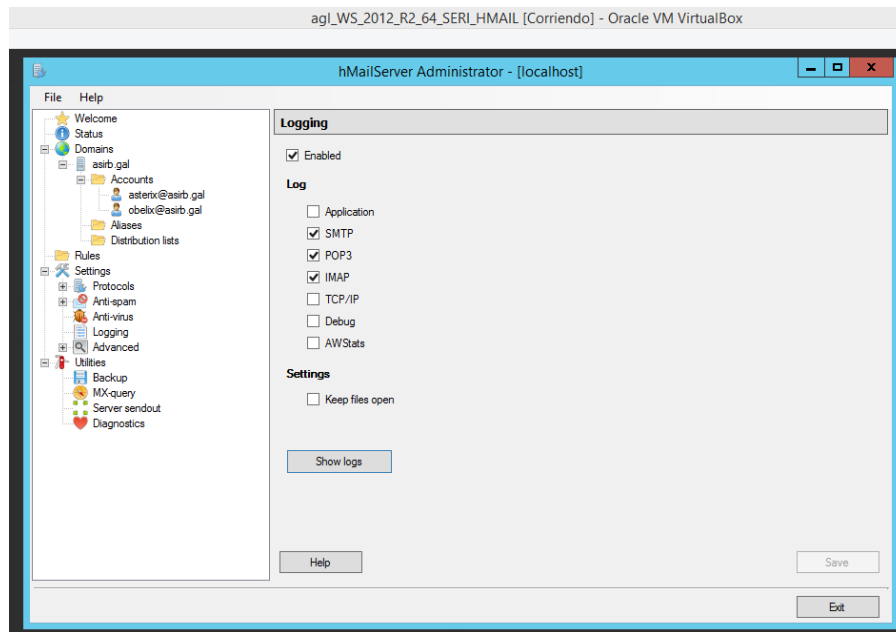 agl_WS_2012_R2_64_SERI_HMAIL [Corriendo] - Oracle VM VirtualBox
hMailServer Administrator - [localhost]
File Help
Welcome
Status
Domains
asirb.gal
Accounts
asterix@asirb.gal
obelix@asirb.gal
Aliases
Distribution lists
Rules
Settings
Protocols
Anti-spam
Anti-virus
Logging
Advanced
Utilities
Backup
MX-query
Server sendout
Diagnostics
Logging
Enabled
Log
Application
SMTP
POP3
IMAP
TCP/IP
Debug
AWStats
Settings
Keep files open
Show logs
Help
Save
Exit